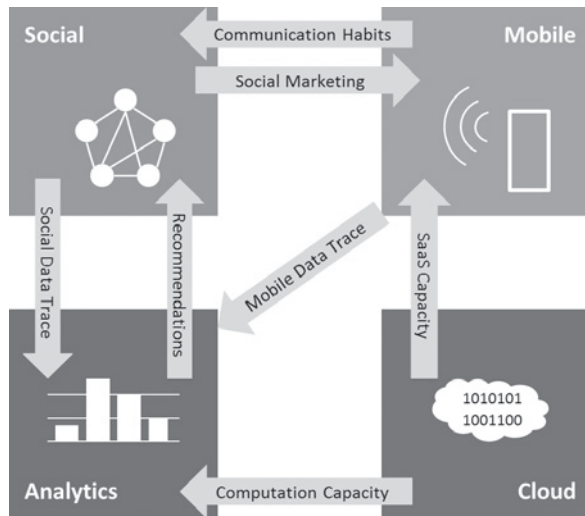 Social
Communication Habits
Mobile
Social Marketing
Social Data Trace
Recommendations
Mobile Data Trace
SaaS Capacity
1010101
1001100
Analytics
Computation Capacity
Cloud